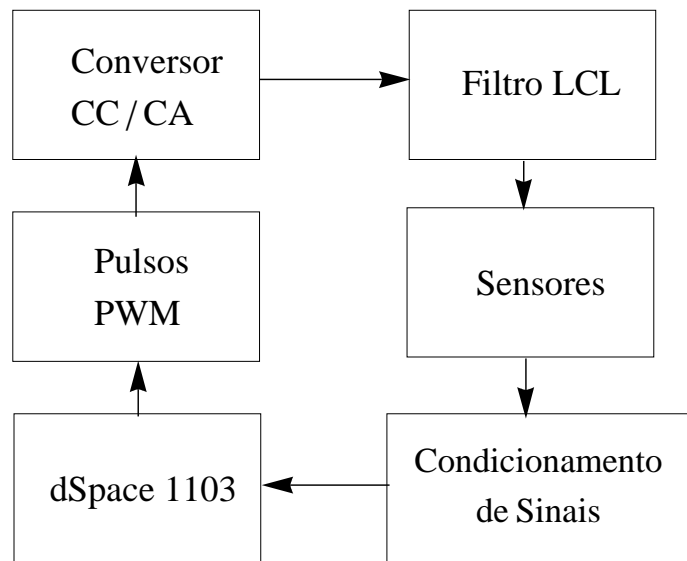 Conversor
CC/CA
Filtro LCL
Pulsos
PWM
Sensores
dSpace 1103
Condicionamento
de Sinais